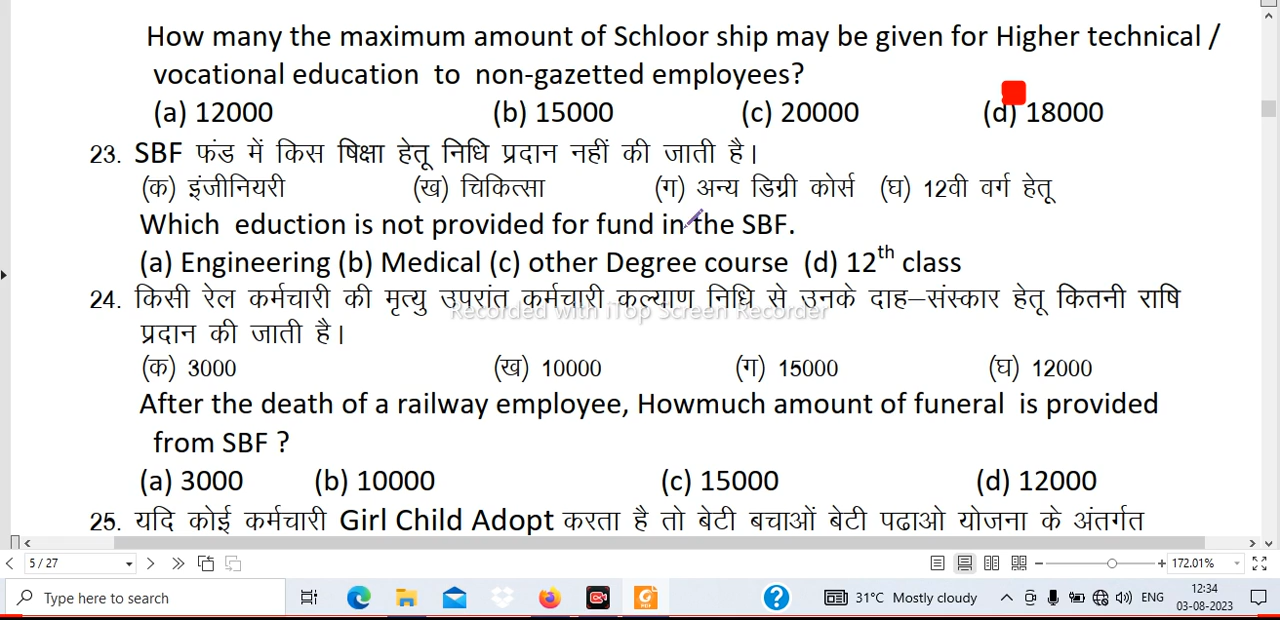 How many the maximum amount of Schloor ship may be given for Higher technical /
vocational education to non-gazetted employees?
(a) 12000 (b) 15000 (c) 20000 (d) 18000
23. SBF फंड में किस षिक्षा हेतू निधि प्रदान नहीं की जाती है।
(क) इंजीनियरी (ख) चिकित्सा (ग) अन्य डिग्री कोर्स (घ) 12वी वर्ग हेतू
Which eduction is not provided for fund in the SBF.
(a) Engineering (b) Medical (c) other Degree course (d) 12th class
24. किसी रेल कर्मचारी की मृत्यु उपरांत कर्मचारी कल्याण निधि से उनके दाह–संस्कार हेतू कितनी राषि
Recorded with iTop Screen Recorder
प्रदान की जाती है।
(क) 3000 (ख) 10000 (ग) 15000 (घ) 12000
After the death of a railway employee, Howmuch amount of funeral is provided
from SBF ?
(a) 3000 (b) 10000 (c) 15000 (d) 12000
25. यदि कोई कर्मचारी Girl Child Adopt करता है तो बेटी बचाओं बेटी पढाओ योजना के अंतर्गत
5 / 27 172.01%
Type here to search 31°C Mostly cloudy ENG 12:34
03-08-2023